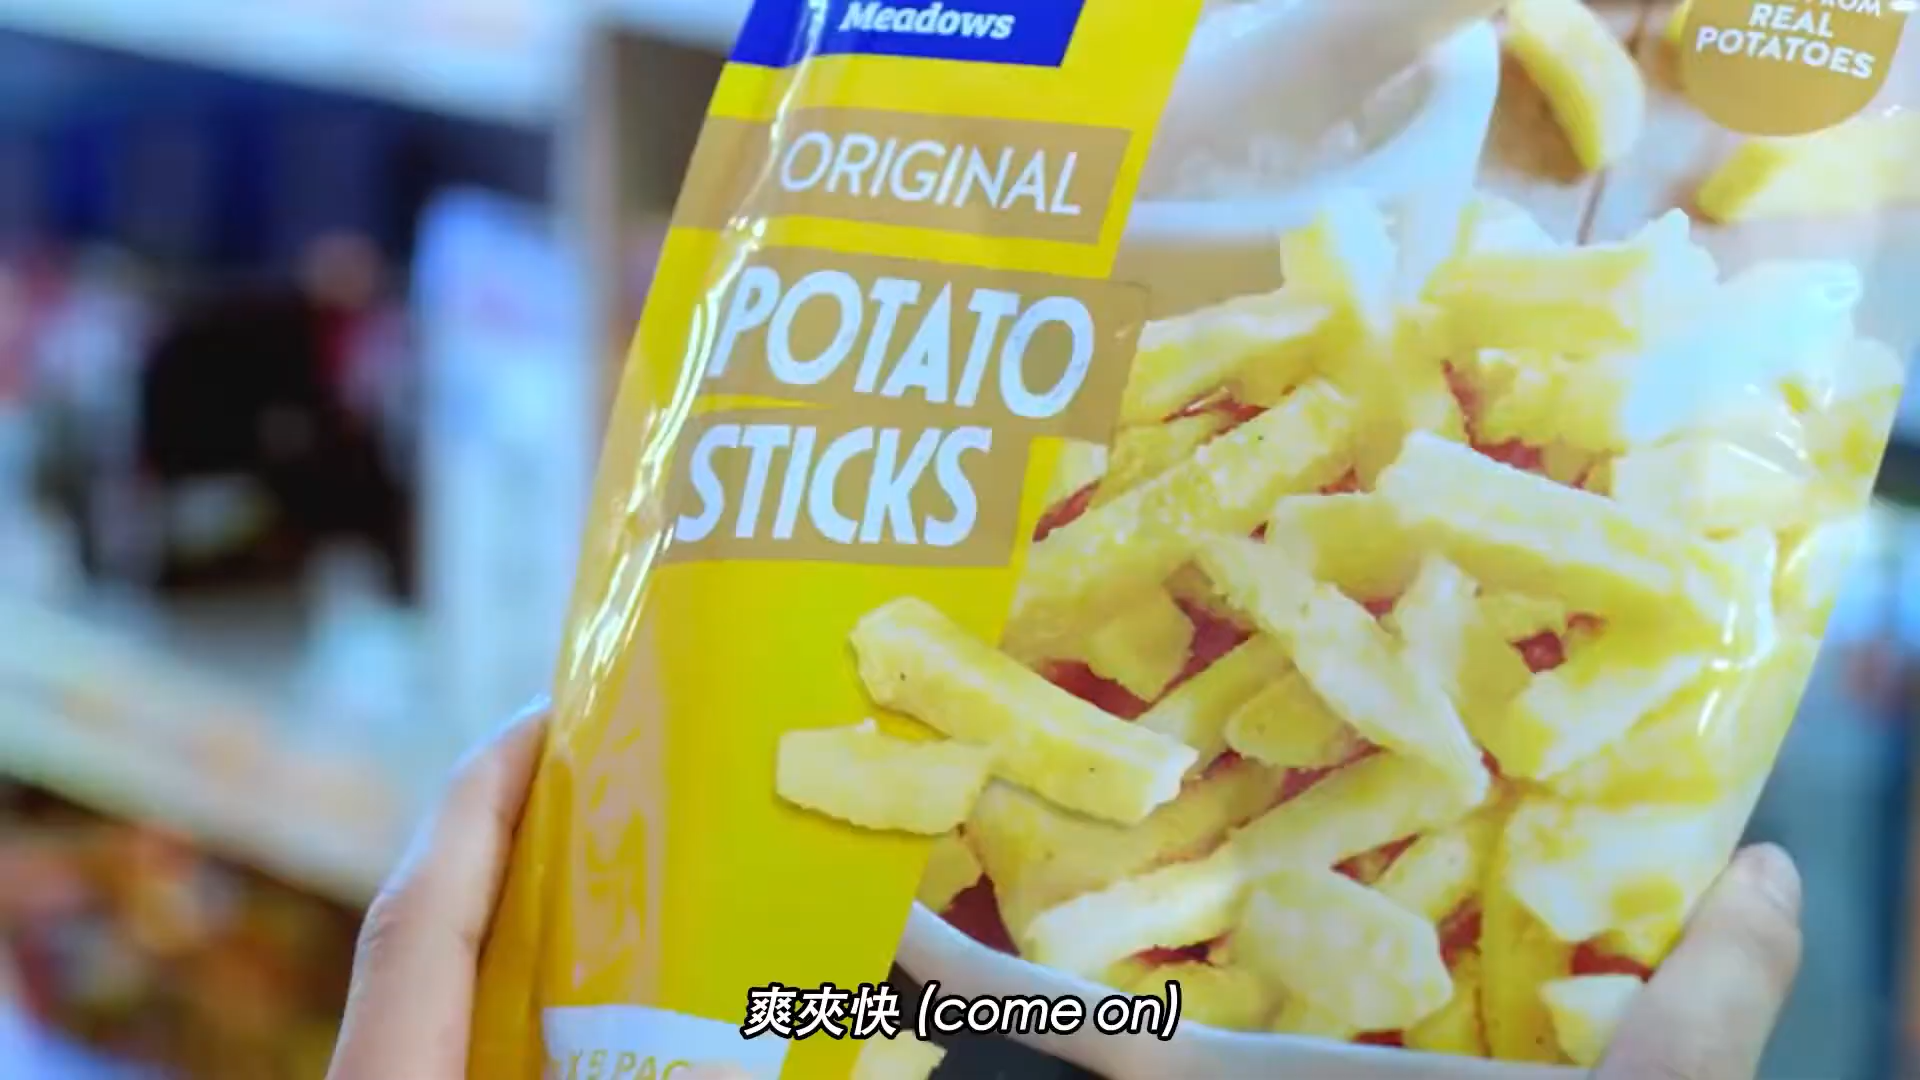 Meadows
REAL
POTATOES
ORIGINAL
POTATO
STICKS
爽夾快 (come on)